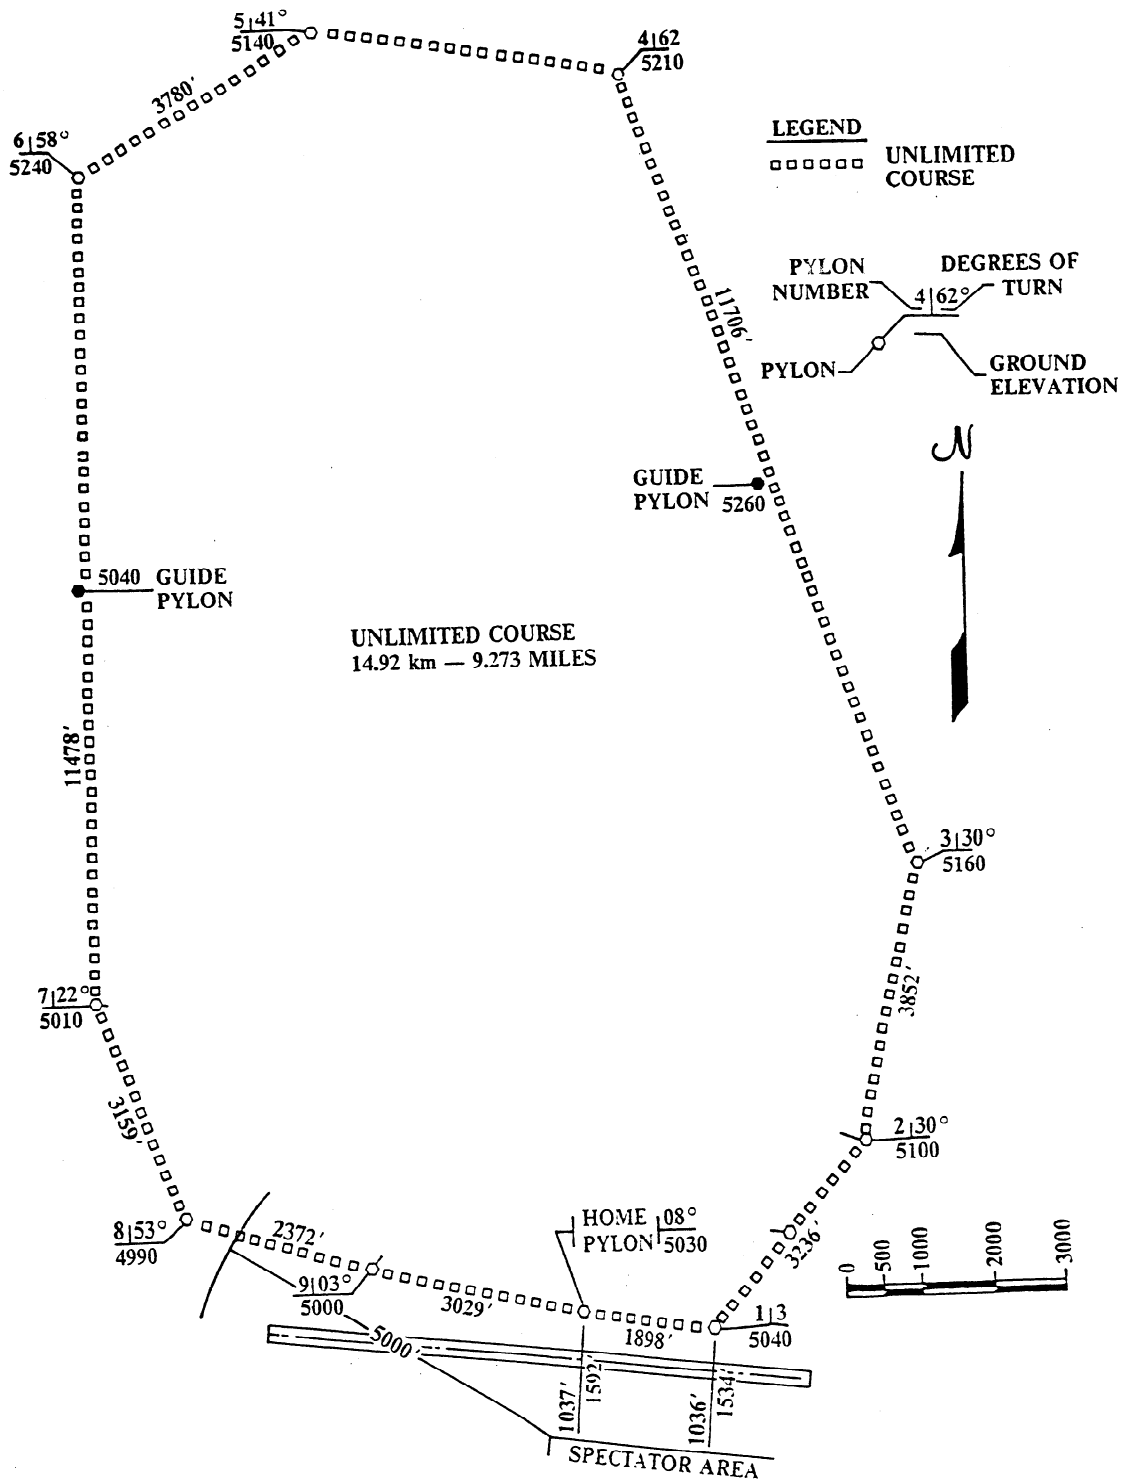 5|41°
5140
4|62
5210
3780'
6|58°
5240
LEGEND
UNLIMITED
COURSE
PYLON
NUMBER
DEGREES OF
TURN
4|62°
PYLON
GROUND
ELEVATION
11706'
N
GUIDE
PYLON
5260
5040
GUIDE
PYLON
UNLIMITED COURSE
14.92 km — 9.273 MILES
11478'
3|30°
5160
3852'
7|22°
5010
3159'
2|30°
5100
8|53°
4990
2372'
HOME
PYLON
08°
5030
3236'
0
500
1000
2000
3000
9|03°
5000
3029'
1898'
1|3
5040
5000'
1037'
1592'
1036'
1534'
SPECTATOR AREA